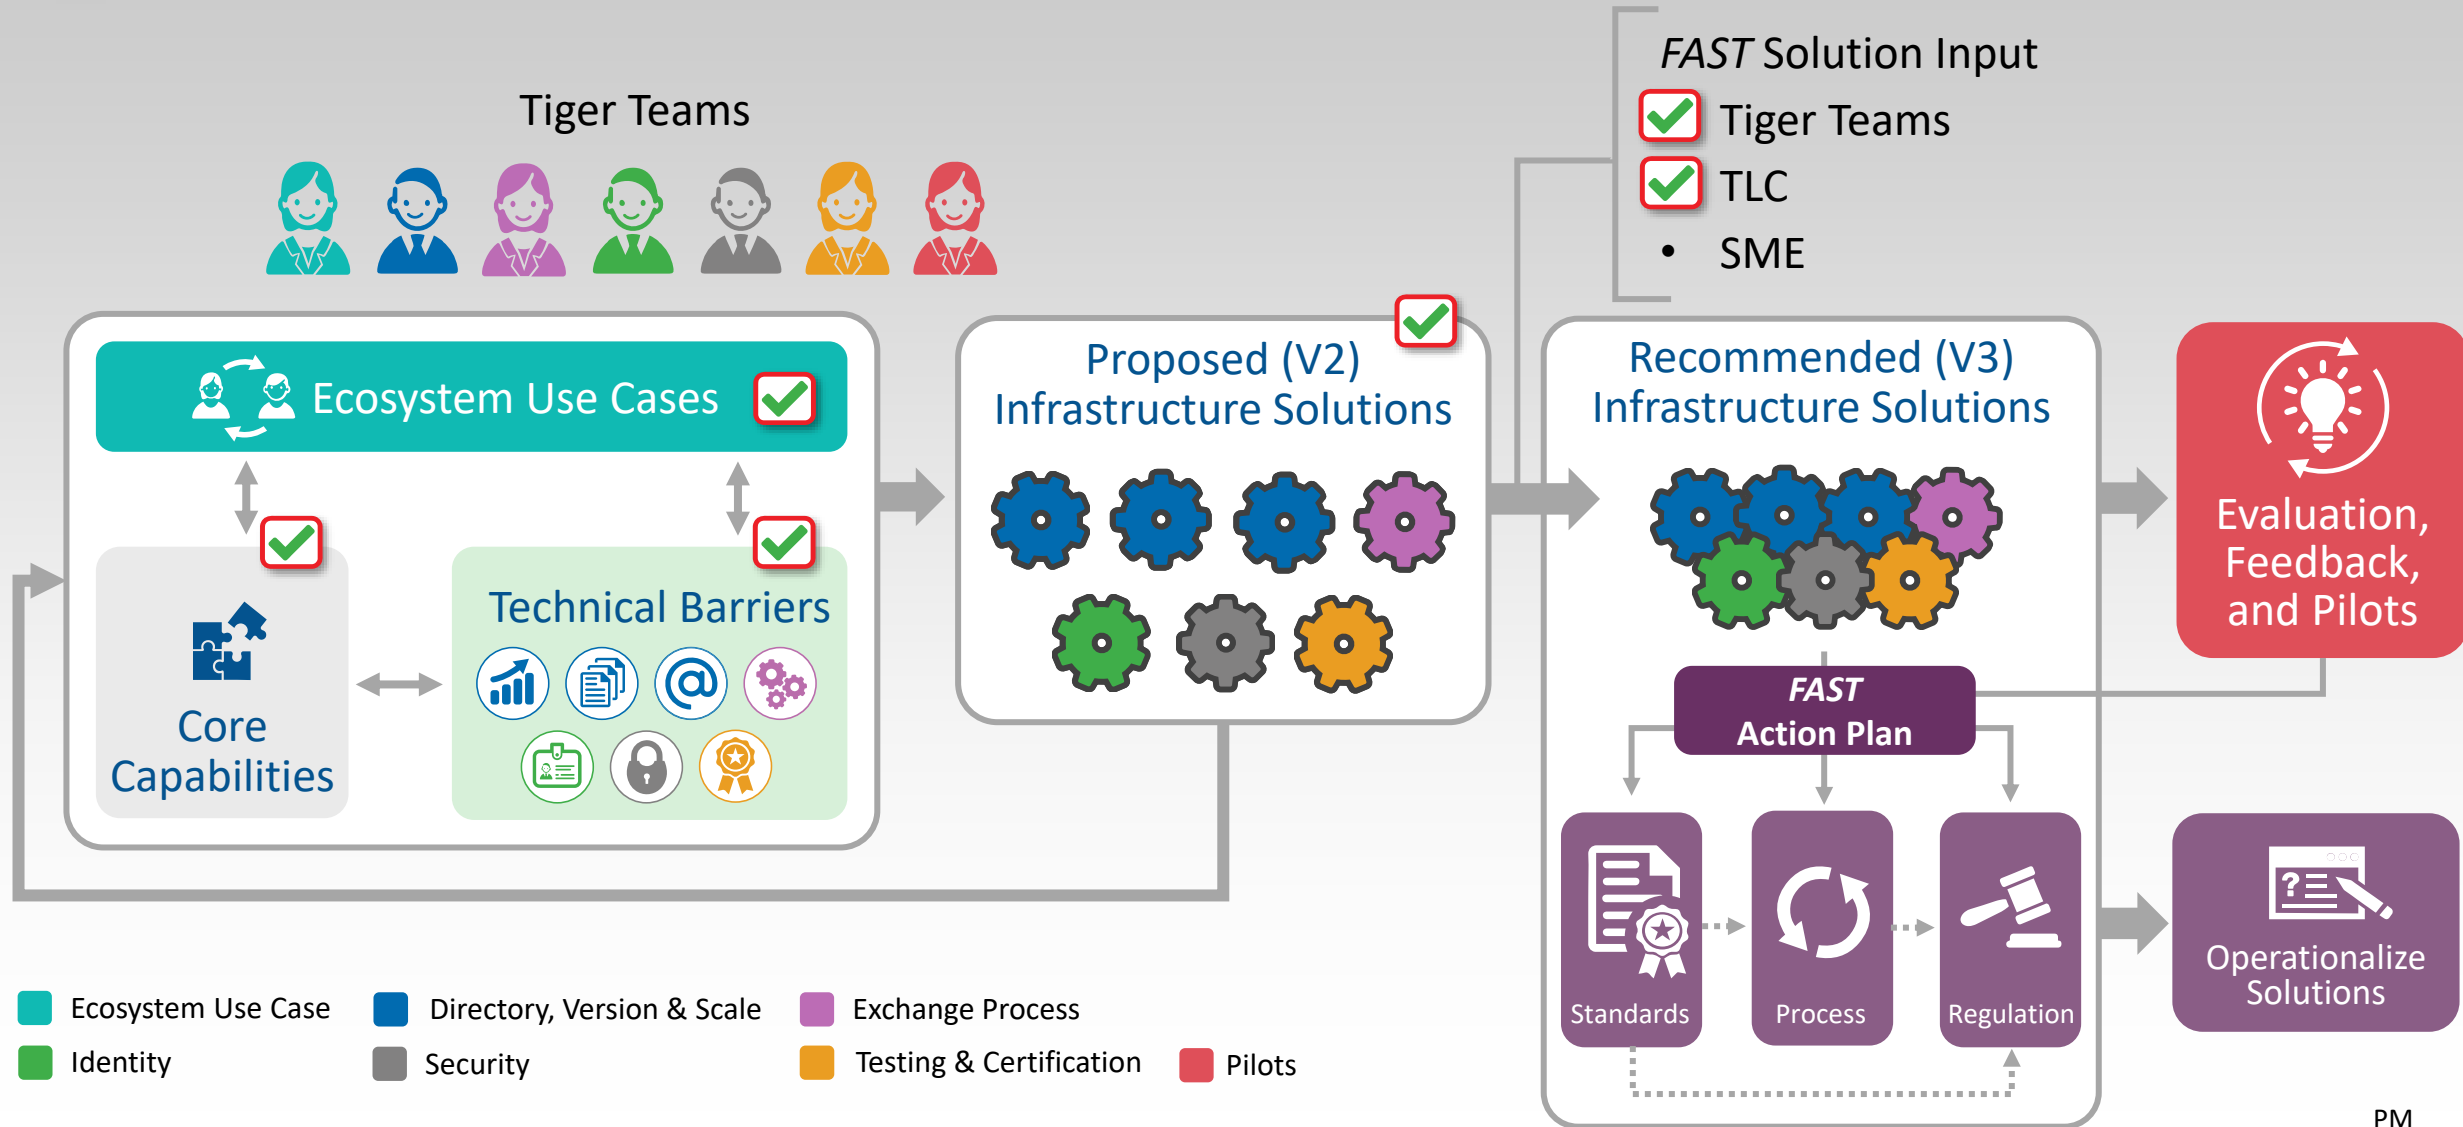 Tiger Teams
FAST Solution Input
Tiger Teams
TLC
• SME
Ecosystem Use Cases
Core
Capabilities
Technical Barriers
@
Proposed (V2)
Infrastructure Solutions
Recommended (V3)
Infrastructure Solutions
FAST
Action Plan
Standards
Process
Regulation
Evaluation,
Feedback,
and Pilots
?
Operationalize
Solutions
Ecosystem Use Case
Directory, Version & Scale
Exchange Process
Identity
Security
Testing & Certification
Pilots
PM